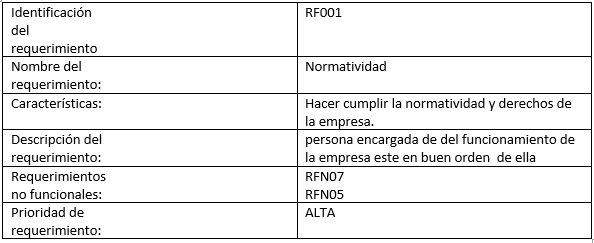 Identificación RF001
del
requerimiento
Nombre del Normatividad
requerimiento:
Características: Hacer cumplir la normatividad y derechos de
la empresa.
Descripción del persona encargada de del funcionamiento de
requerimiento: la empresa este en buen orden de ella
Requerimientos RFN07
no funcionales: RFN05
Prioridad de ALTA
requerimiento: